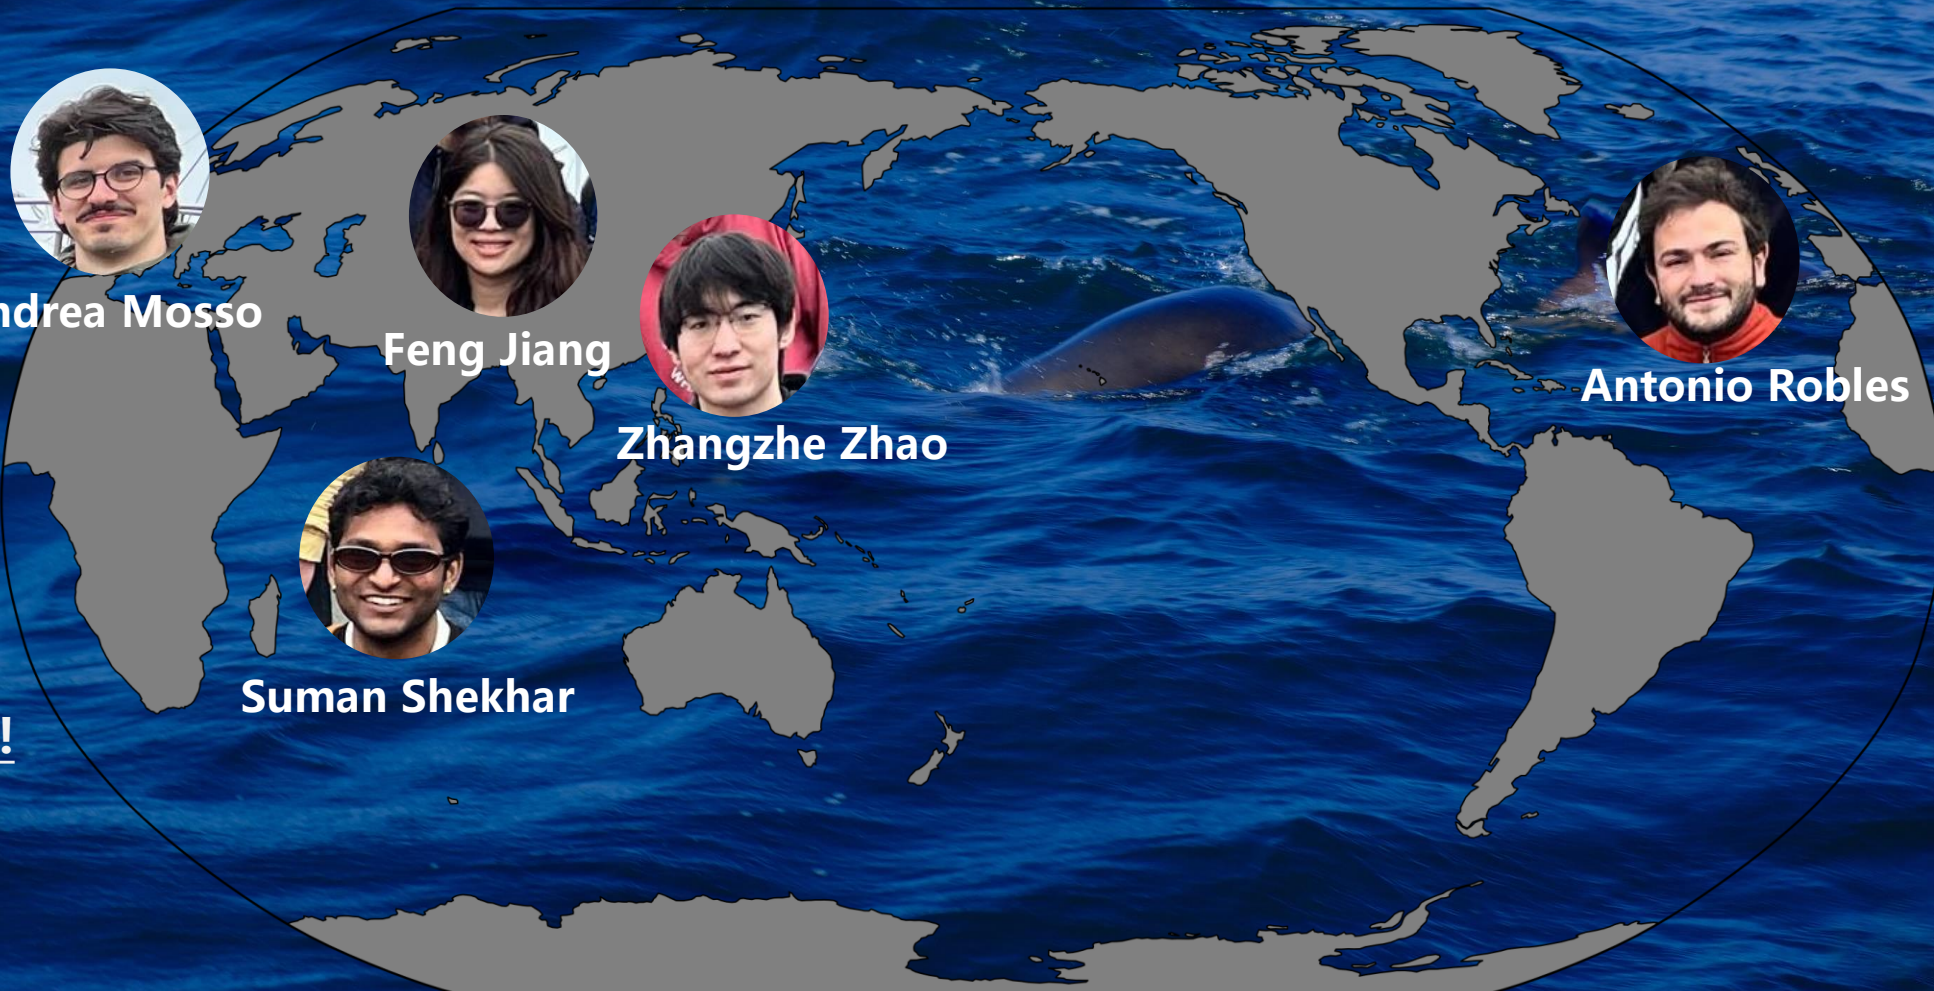 ndrea Mosso
Feng Jiang
Antonio Robles
Zhangzhe Zhao
Suman Shekhar
!